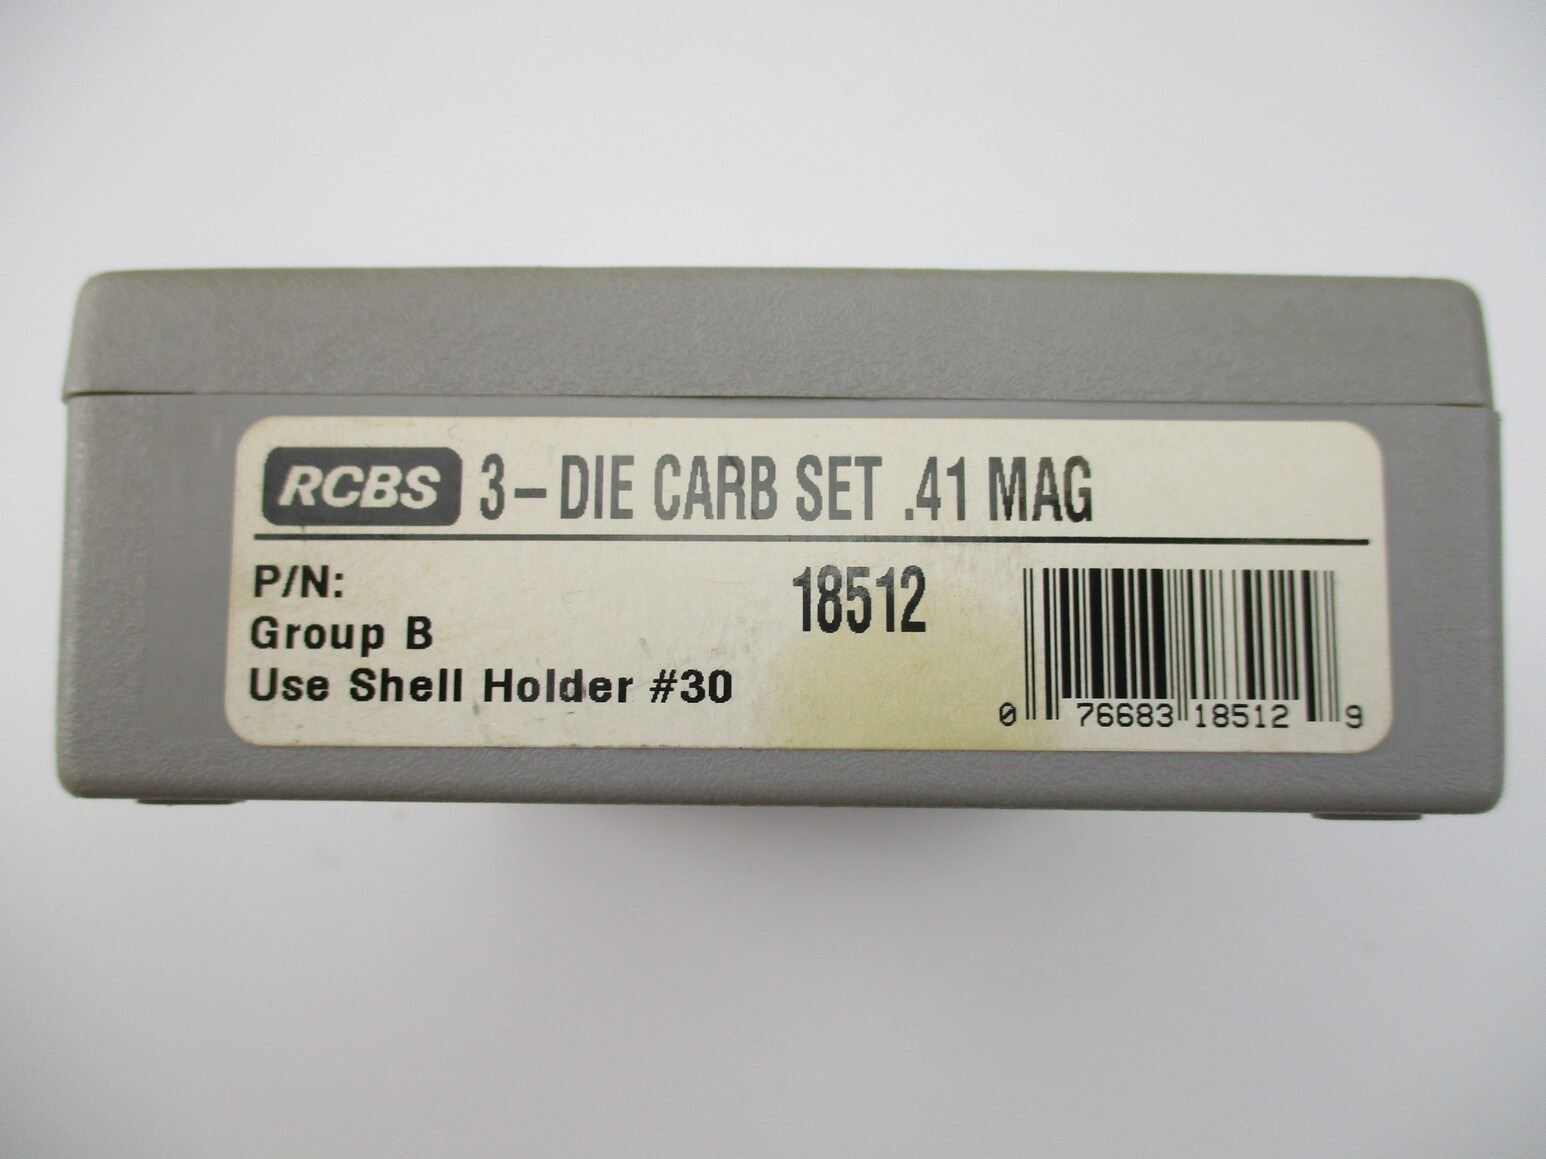 RCBS 3-DIE CARB SET .41 MAG
P/N: 18512
Group B
Use Shell Holder #30
0 76683 18512 9